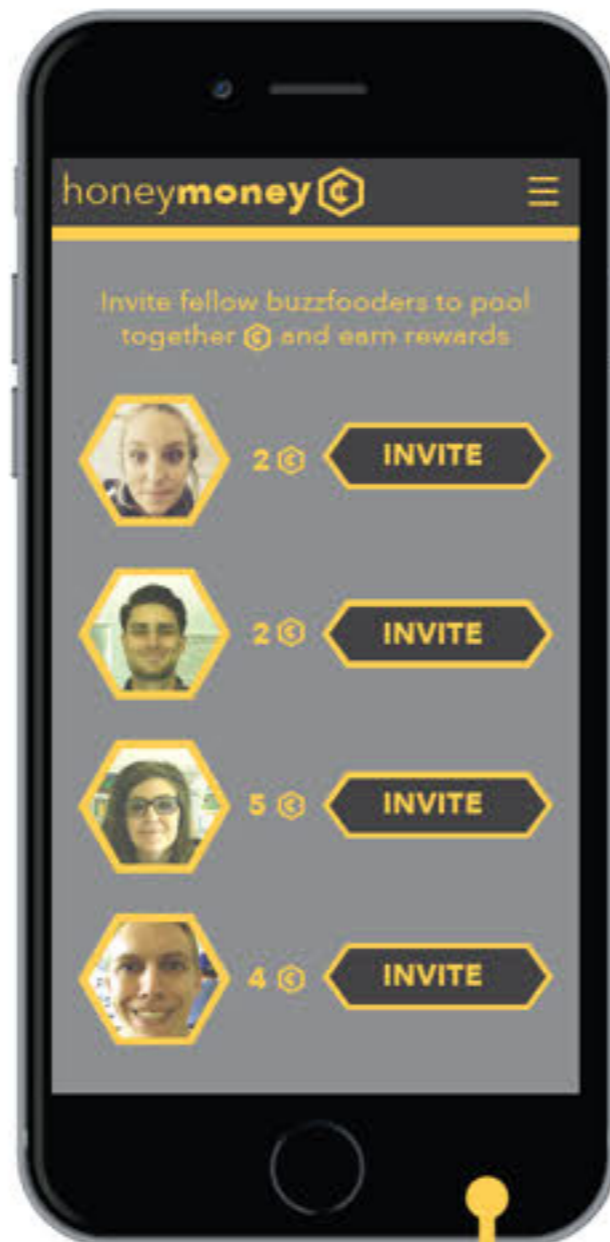 honeymoney
Invite fellow buzzfooders to pool
together and earn rewards
2 INVITE
2 INVITE
5 INVITE
4 INVITE